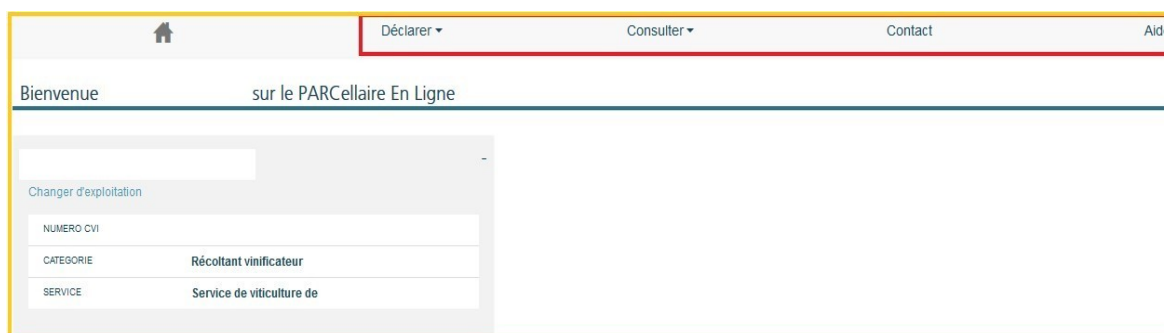 Déclarer Consulter Contact Aide
Bienvenue sur le PARCellaire En Ligne
-
Changer d'exploitation
NUMERO CVI
CATEGORIE Récoltant vinificateur
SERVICE Service de viticulture de